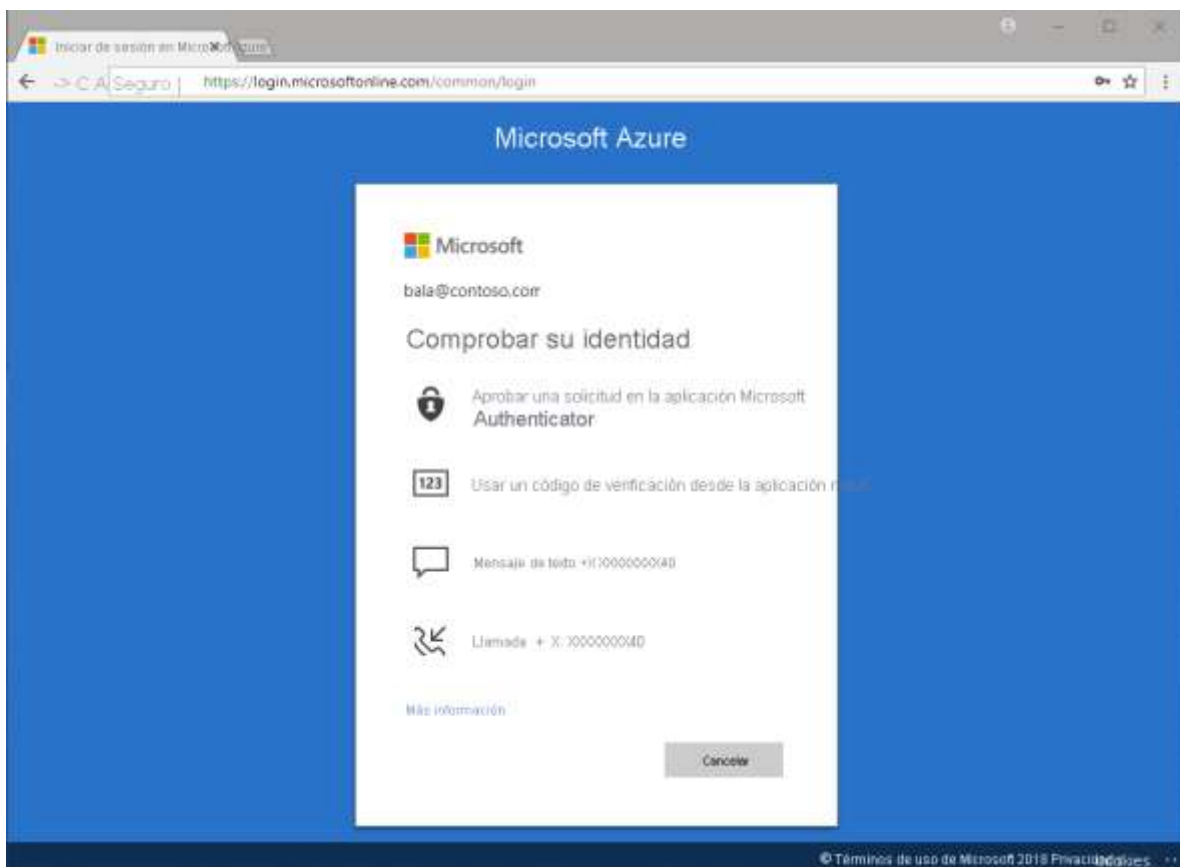 Iniciar de sesión en Microsoft Azure
-> C A Seguro | https://login.microsoftonline.com/common/login
Microsoft Azure
Microsoft
bala@contoso.com
Comprobar su identidad
Aprobar una solicitud en la aplicación Microsoft
Authenticator
123
Usar un código de verificación desde la aplicación
Mensaje de texto
Llamada
Más información
Cancelar
© Términos de uso de Microsoft 2018